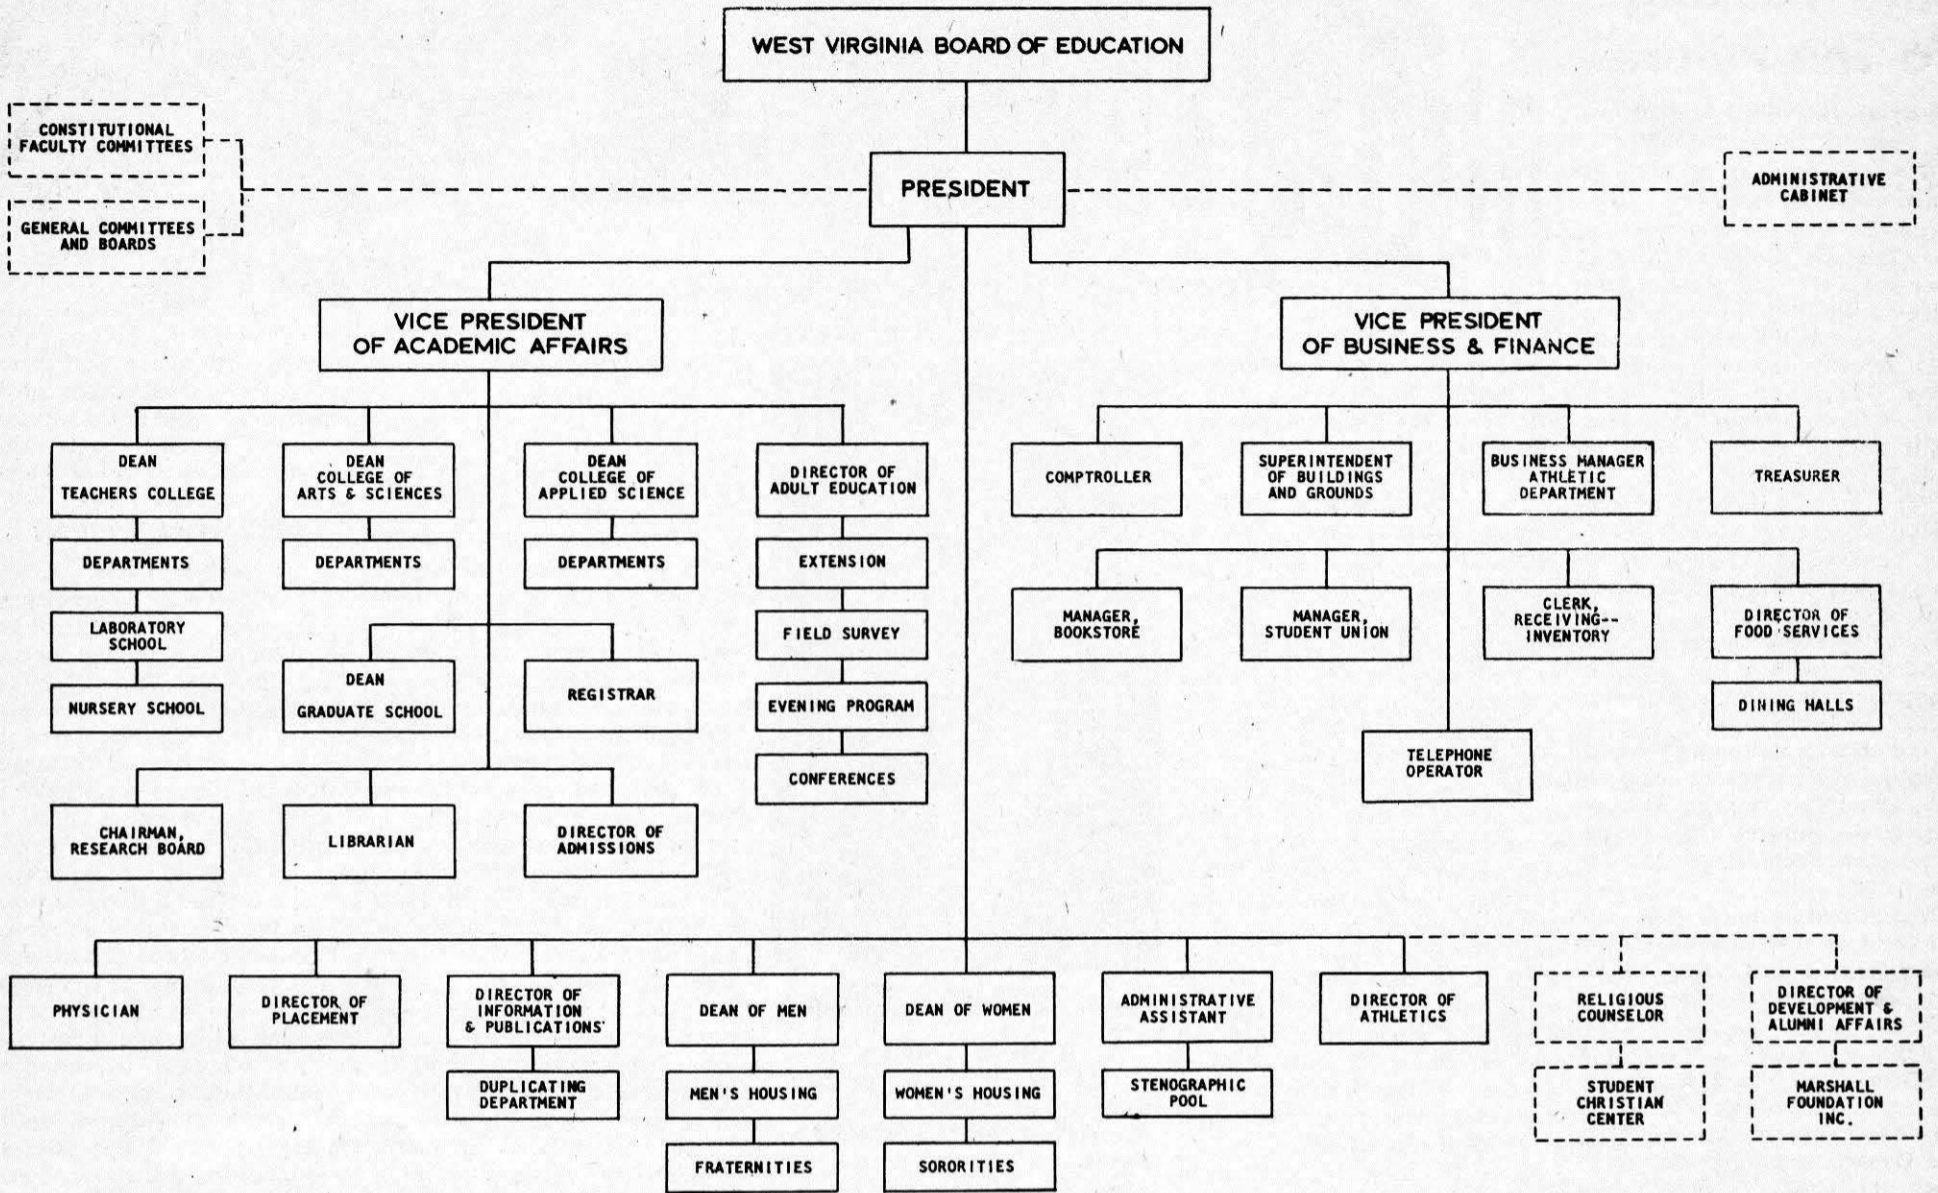 WEST VIRGINIA BOARD OF EDUCATION
CONSTITUTIONAL
FACULTY COMMITTEES
GENERAL COMMITTEES
AND BOARDS
PRESIDENT
ADMINISTRATIVE
CABINET
VICE PRESIDENT
OF ACADEMIC AFFAIRS
VICE PRESIDENT
OF BUSINESS & FINANCE
DEAN
TEACHERS COLLEGE
DEAN
COLLEGE OF
ARTS & SCIENCES
DEAN
COLLEGE OF
APPLIED SCIENCE
DIRECTOR OF
ADULT EDUCATION
COMPTROLLER
SUPERINTENDENT
OF BUILDINGS
AND GROUNDS
BUSINESS MANAGER
ATHLETIC
DEPARTMENT
TREASURER
DEPARTMENTS
DEPARTMENTS
DEPARTMENTS
EXTENSION
LABORATORY
SCHOOL
FIELD SURVEY
MANAGER,
BOOKSTORE
MANAGER,
STUDENT UNION
CLERK,
RECEIVING--
INVENTORY
DIRECTOR OF
FOOD SERVICES
NURSERY SCHOOL
DEAN
GRADUATE SCHOOL
REGISTRAR
EVENING PROGRAM
DINING HALLS
CONFERENCES
TELEPHONE
OPERATOR
CHAIRMAN,
RESEARCH BOARD
LIBRARIAN
DIRECTOR OF
ADMISSIONS
PHYSICIAN
DIRECTOR OF
PLACEMENT
DIRECTOR OF
INFORMATION
& PUBLICATIONS
DEAN OF MEN
DEAN OF WOMEN
ADMINISTRATIVE
ASSISTANT
DIRECTOR OF
ATHLETICS
RELIGIOUS
COUNSELOR
DIRECTOR OF
DEVELOPMENT &
ALUMNI AFFAIRS
DUPLICATING
DEPARTMENT
MEN'S HOUSING
WOMEN'S HOUSING
STENOGRAPHIC
POOL
STUDENT
CHRISTIAN
CENTER
MARSHALL
FOUNDATION
INC.
FRATERNITIES
SORORITIES